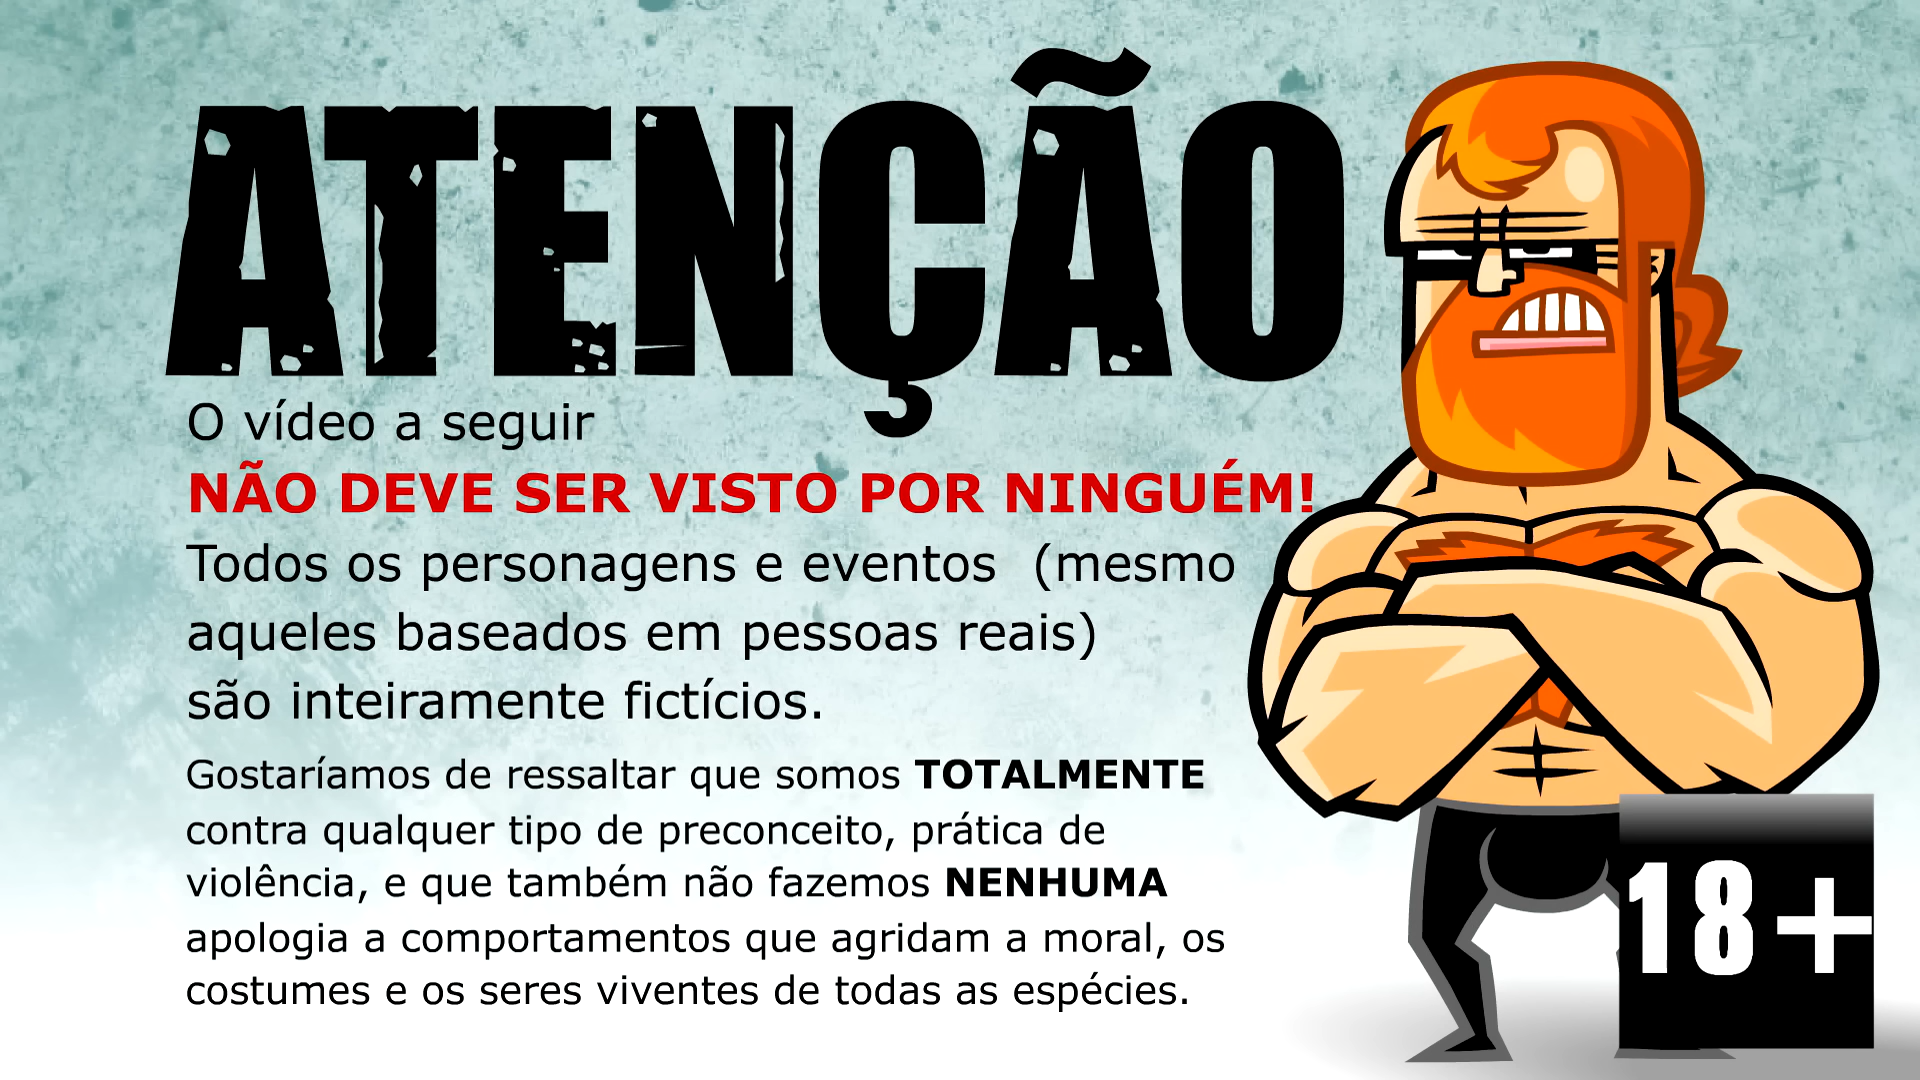 ATENÇÃO
O vídeo a seguir
NÃO DEVE SER VISTO POR NINGUÉM!
Todos os personagens e eventos (mesmo
aqueles baseados em pessoas reais)
são inteiramente fictícios.
Gostaríamos de ressaltar que somos TOTALMENTE
contra qualquer tipo de preconceito, prática de
violência, e que também não fazemos NENHUMA
apologia a comportamentos que agridam a moral, os
costumes e os seres viventes de todas as espécies.
18+